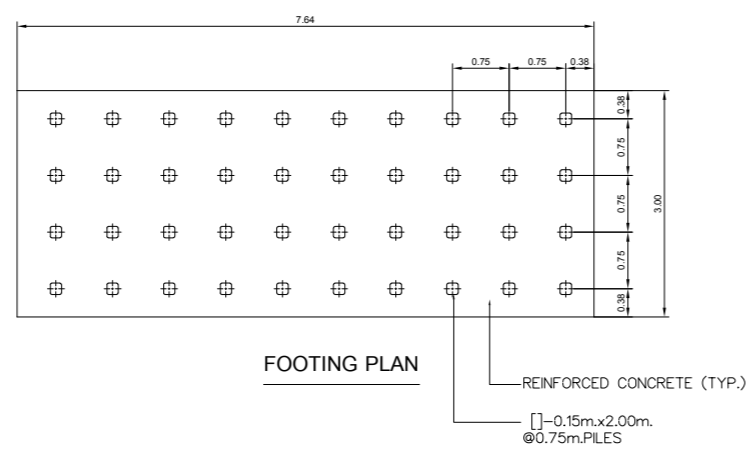 7.64
0.75 0.75 0.38
0.38
0.75
0.75
3.00
0.75
0.38
FOOTING PLAN
REINFORCED CONCRETE (TYP.)
[]-0.15m.x2.00m.
@0.75m.PILES